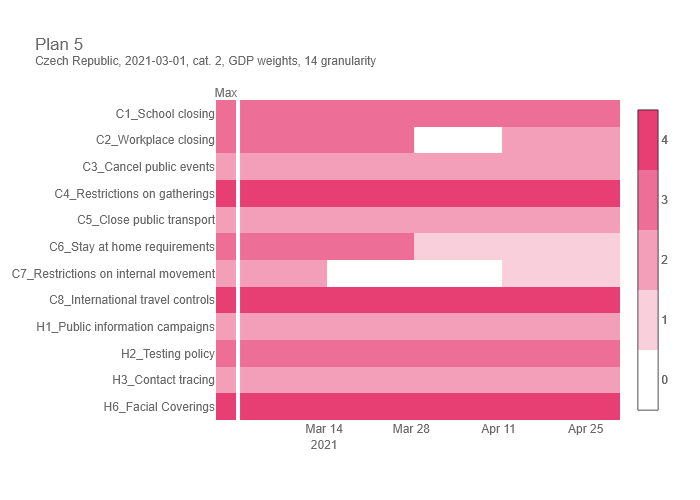 Plan 5
Czech Republic, 2021-03-01, cat. 2, GDP weights, 14 granularity
Max
C1_School closing
C2_Workplace closing
C3_Cancel public events
C4_Restrictions on gatherings
C5_Close public transport
C6_Stay at home requirements
C7_Restrictions on internal movement
C8_International travel controls
H1_Public information campaigns
H2_Testing policy
H3_Contact tracing
H6_Facial Coverings
Mar 14 Mar 28 Apr 11 Apr 25
2021
4
3
2
1
0